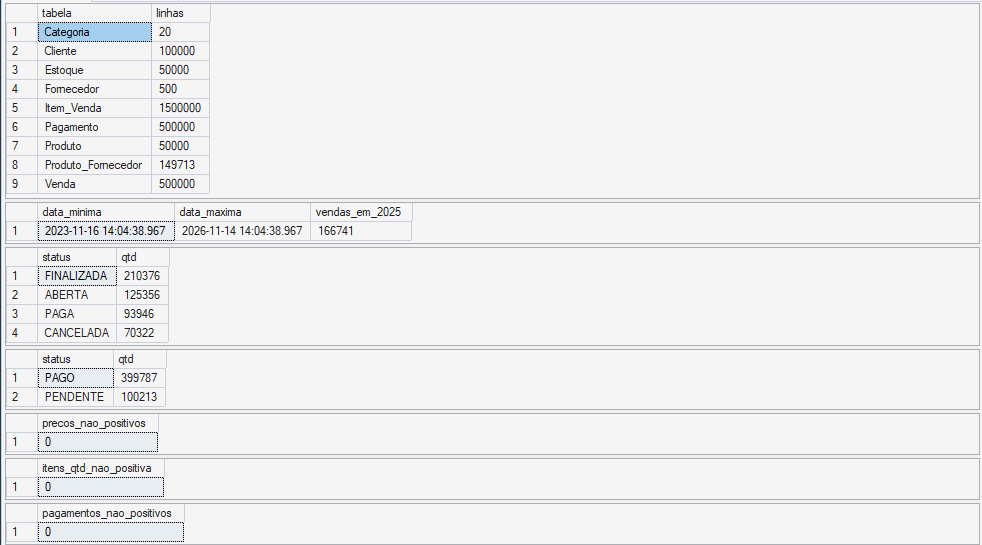 tabela linhas
1 Categoria 20
2 Cliente 100000
3 Estoque 50000
4 Fornecedor 500
5 Item_Venda 1500000
6 Pagamento 500000
7 Produto 50000
8 Produto_Fornecedor 149713
9 Venda 500000
data_minima data_maxima vendas_em_2025
1 2023-11-16 14:04:38.967 2026-11-14 14:04:38.967 166741
status qtd
1 FINALIZADA 210376
2 ABERTA 125356
3 PAGA 93946
4 CANCELADA 70322
status qtd
1 PAGO 399787
2 PENDENTE 100213
precos_nao_positivos
1 0
itens_qtd_nao_positiva
1 0
pagamentos_nao_positivos
1 0